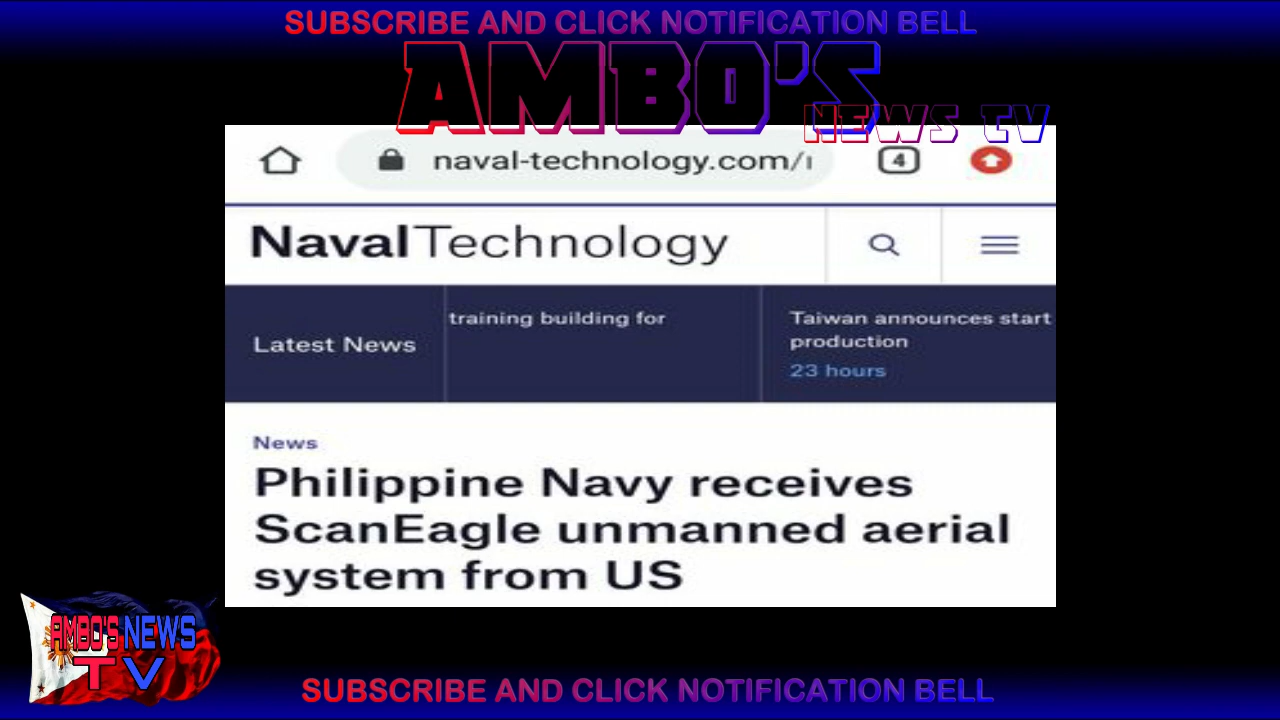 SUBSCRIBE AND CLICK NOTIFICATION BELL
AMBO'S
NEWS TV
naval-technology.com/
4
NavalTechnology
Latest News
training building for
Taiwan announces start
production
23 hours
News
Philippine Navy receives
ScanEagle unmanned aerial
system from US
AMBO'S NEWS
TV
SUBSCRIBE AND CLICK NOTIFICATION BELL